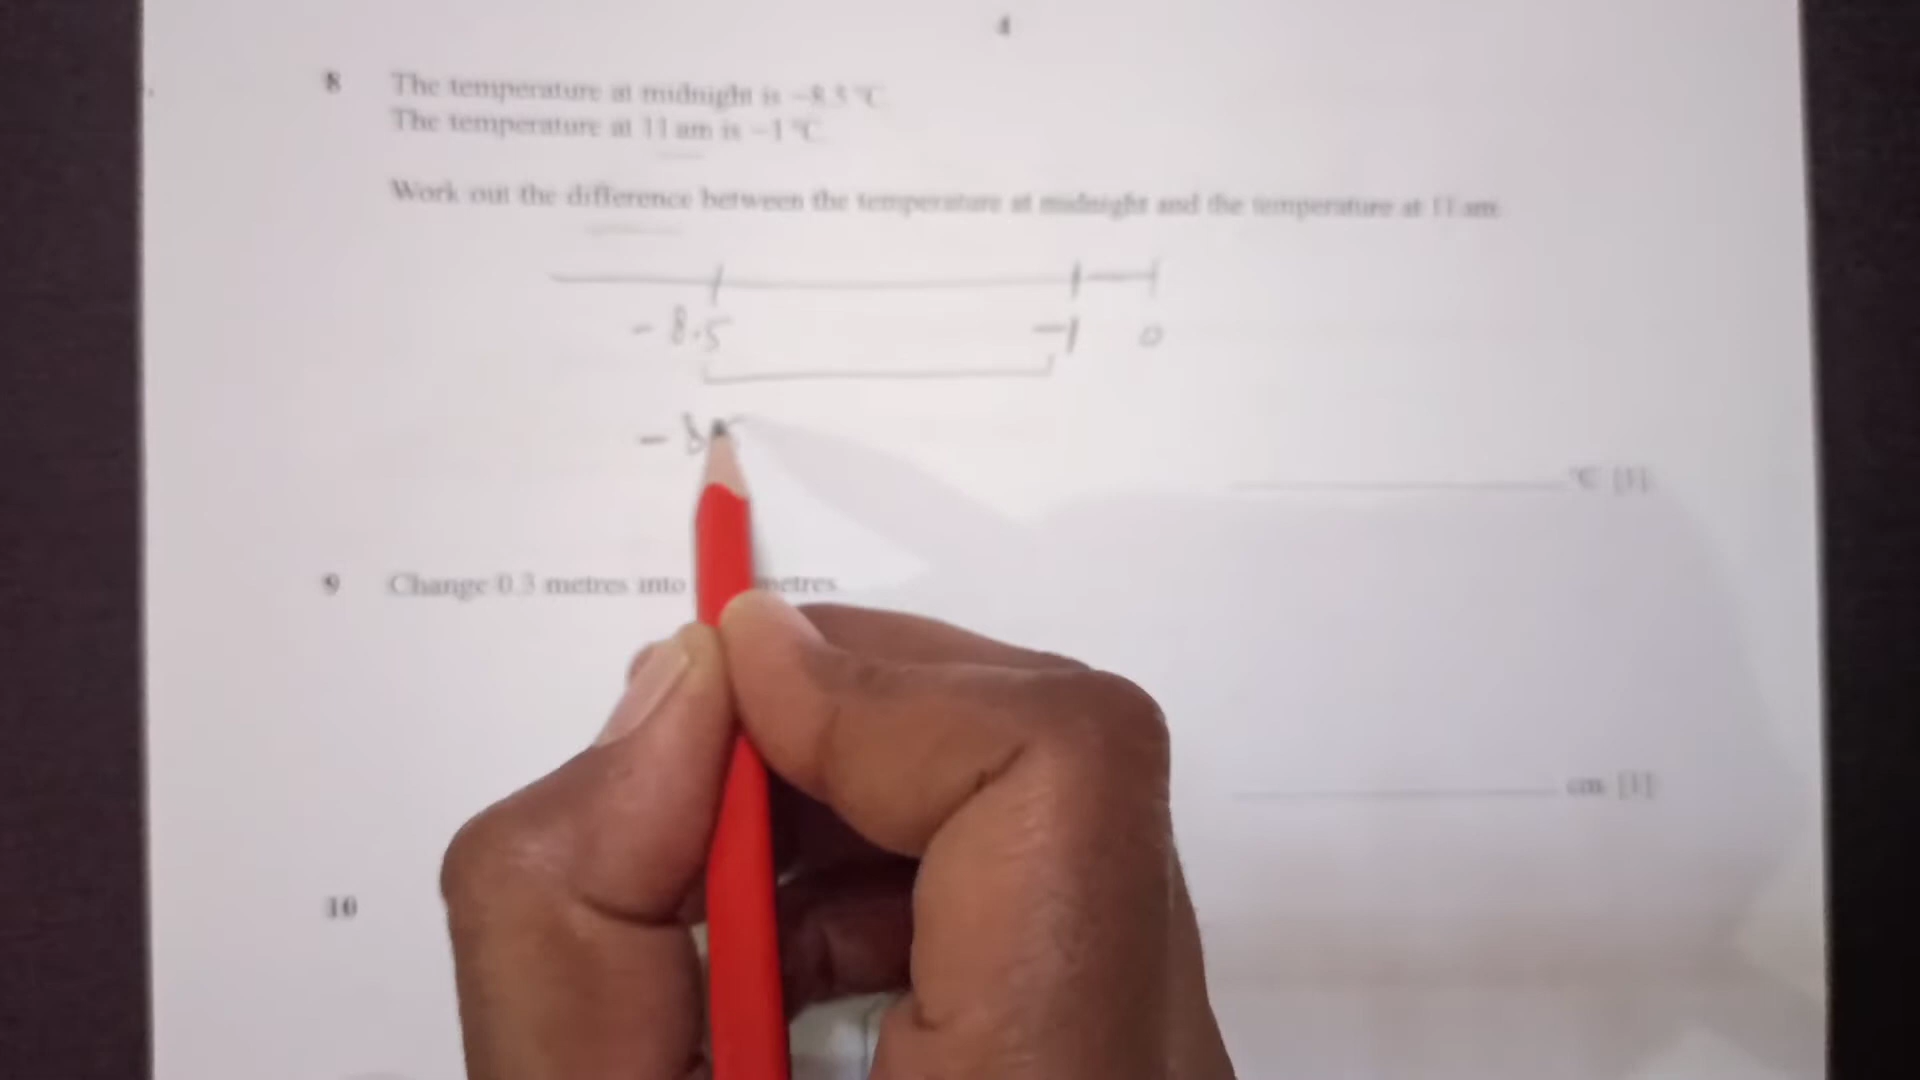 4
8 The temperature at midnight is −8.5 °C.
The temperature at 11 am is −1 °C.
Work out the difference between the temperature at midnight and the temperature at 11 am.
- 8.5 -1 0
- 8
°C [1]
9 Change 0.3 metres into metres.
cm [1]
10